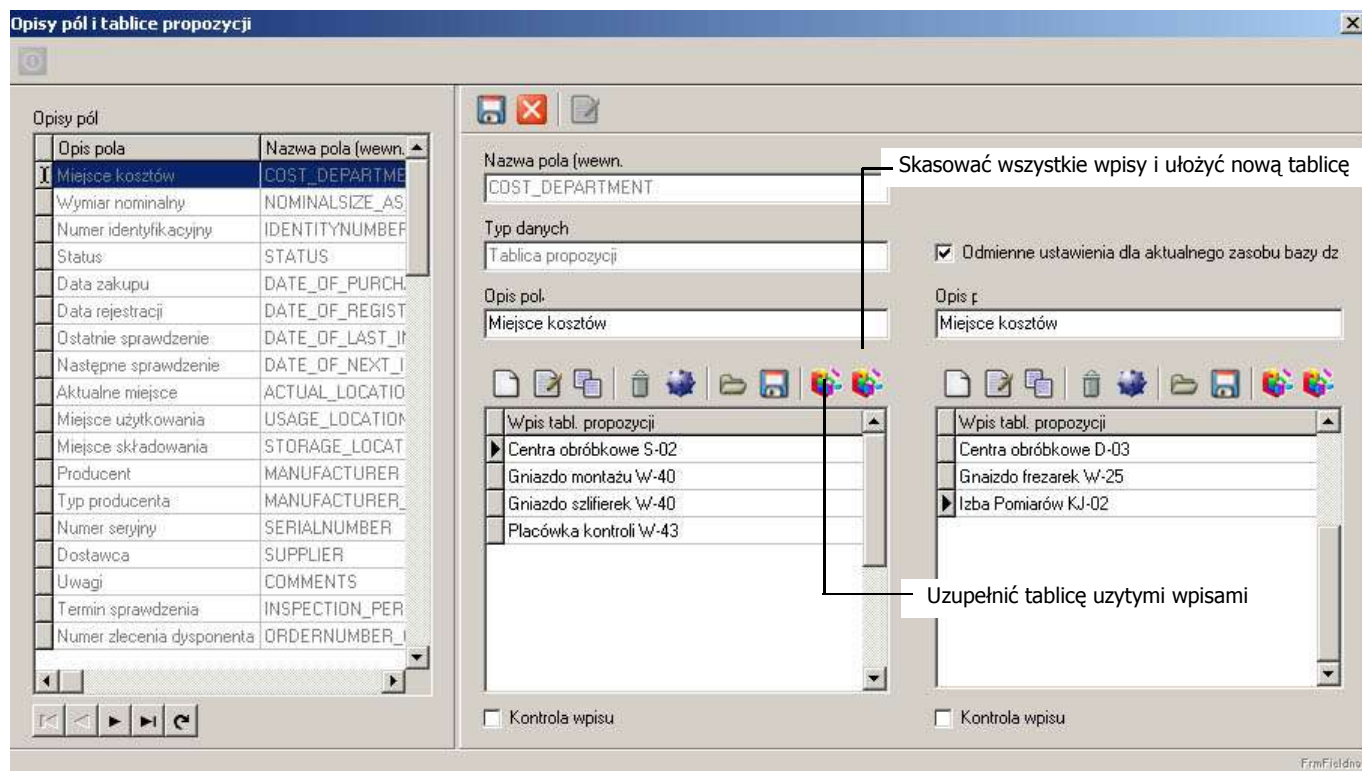 Opisy pól i tablice propozycji
Opisy pól
Opis pola Nazwa pola (wewn.
Miejsce kosztów COST_DEPARTME
Wymiar nominalny NOMINALSIZE_AS
Numer identyfikacyjny IDENTITYNUMBER
Status STATUS
Data zakupu DATE_OF_PURCH
Data rejestracji DATE_OF_REGIST
Ostatnie sprawdzenie DATE_OF_LAST_I
Następne sprawdzenie DATE_OF_NEXT_I
Aktualne miejsce ACTUAL_LOCATIO
Miejsce użytkowania USAGE_LOCATION
Miejsce składowania STORAGE_LOCAT
Producent MANUFACTURER
Typ producenta MANUFACTURER_
Numer seryjny SERIALNUMBER
Dostawca SUPPLIER
Uwagi COMMENTS
Termin sprawdzenia INSPECTION_PER
Numer zlecenia dysponenta ORDERNUMBER_
Nazwa pola (wewn.
COST_DEPARTMENT
Skasować wszystkie wpisy i ułożyć nową tablicę
Typ danych
Tablica propozycji
Odmienne ustawienia dla aktualnego zasobu bazy dz
Opis pol
Miejsce kosztów
Opis p
Miejsce kosztów
Wpis tabl. propozycji
Centra obróbkowe S-02
Gniazdo montażu W-40
Gniazdo szlifierek W-40
Placówka kontroli W-43
Wpis tabl. propozycji
Centra obróbkowe D-03
Gnaizdo frezarek W-25
Izba Pomiarów KJ-02
Uzupełnić tablicę uzytymi wpisami
Kontrola wpisu
Kontrola wpisu
FrmFieldno